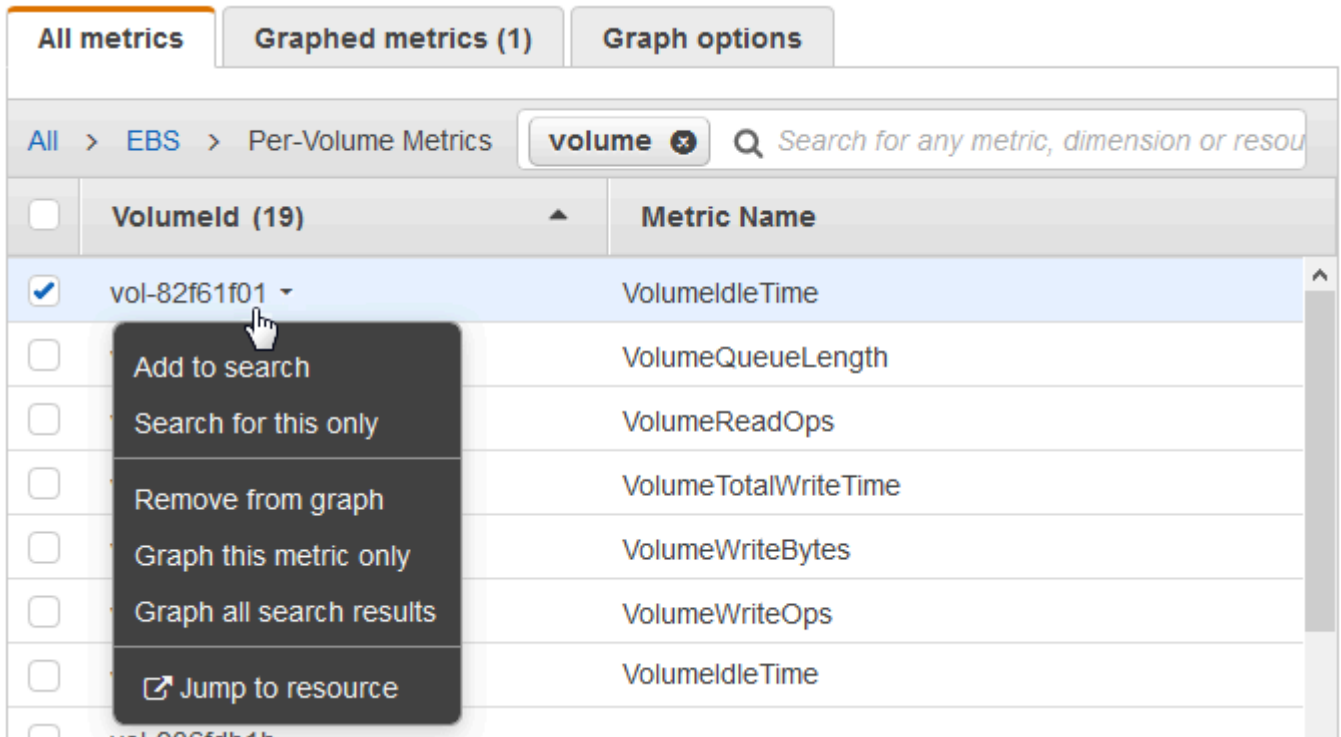 All metrics Graphed metrics (1) Graph options
All > EBS > Per-Volume Metrics volume Search for any metric, dimension or resou
VolumeId (19) Metric Name
vol-82f61f01 VolumeIdleTime
Add to search VolumeQueueLength
Search for this only VolumeReadOps
Remove from graph VolumeTotalWriteTime
Graph this metric only VolumeWriteBytes
Graph all search results VolumeWriteOps
Jump to resource VolumeIdleTime